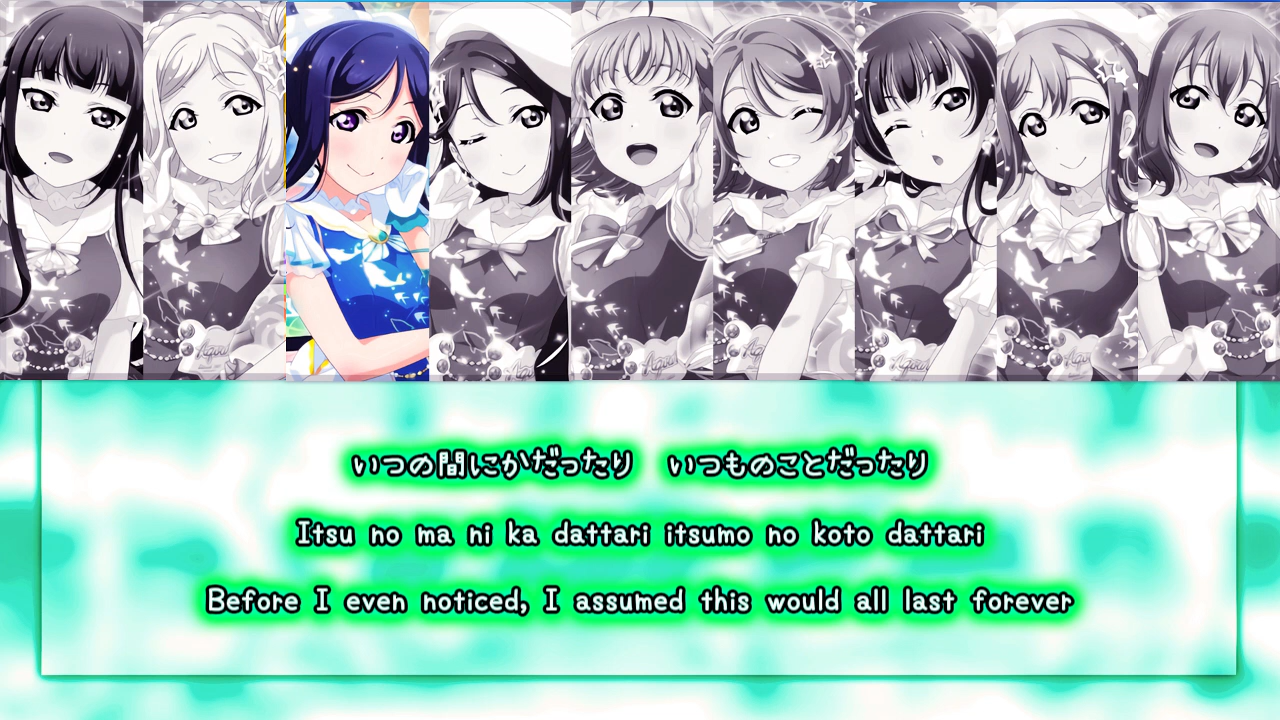 いつの間にかだったり　いつものことだったり
Itsu no ma ni ka dattari itsumo no koto dattari
Before I even noticed, I assumed this would all last forever